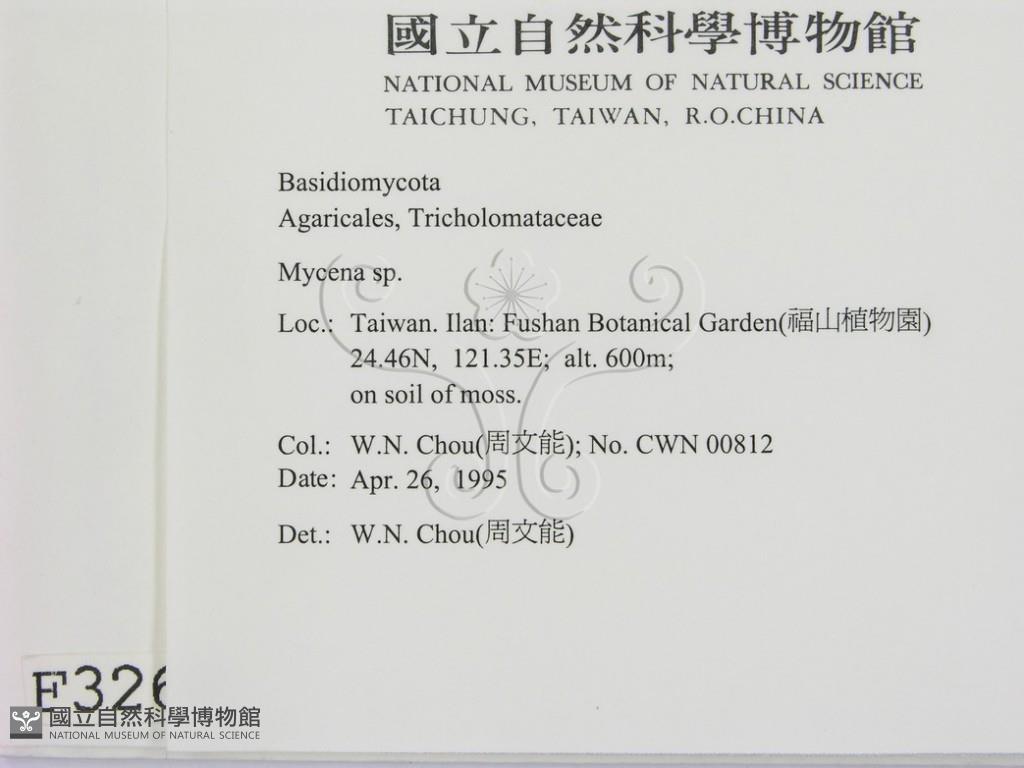 國立自然科學博物館
NATIONAL MUSEUM OF NATURAL SCIENCE
TAICHUNG, TAIWAN, R.O.CHINA
Basidiomycota
Agaricales, Tricholomataceae
Mycena sp.
Loc.: Taiwan. Ilan: Fushan Botanical Garden(福山植物園)
24.46N, 121.35E; alt. 600m;
on soil of moss.
Col.: W.N. Chou(周文能); No. CWN 00812
Date: Apr. 26, 1995
Det.: W.N. Chou(周文能)
F326
國立自然科學博物館
NATIONAL MUSEUM OF NATURAL SCIENCE